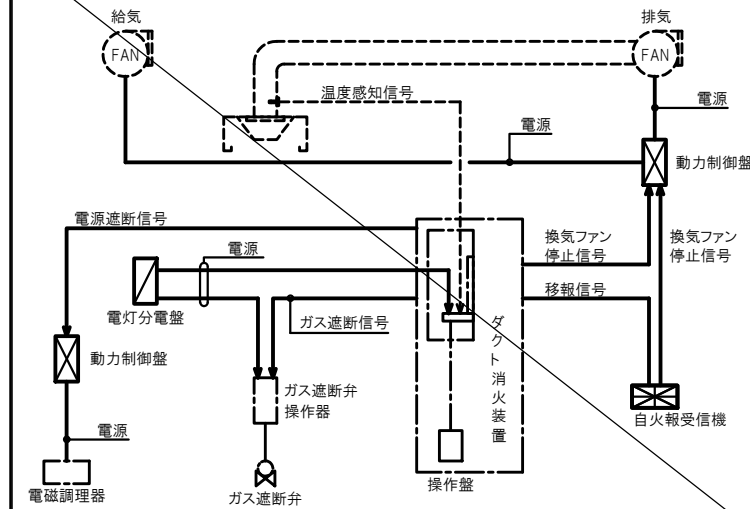 給気
FAN
排気
FAN
温度感知信号
電源
電源
動力制御盤
電源遮断信号
電源
換気ファン
停止信号
換気ファン
停止信号
電灯分電盤
ガス遮断信号
移報信号
動力制御盤
ダクト消火装置
ガス遮断弁
操作器
自火報受信機
電源
電磁調理器
ガス遮断弁
操作盤